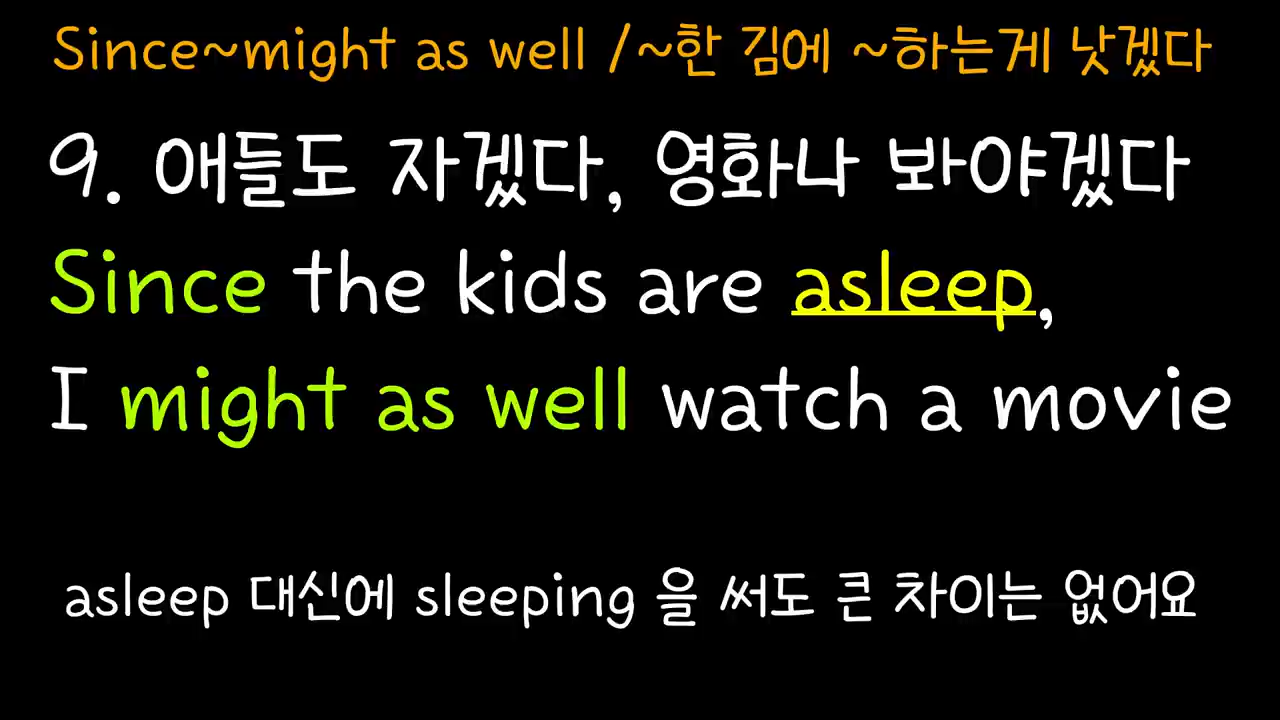 Since~might as well /~한 김에 ~하는게 낫겠다
9. 애들도 자겠다, 영화나 봐야겠다
Since the kids are asleep,
I might as well watch a movie
asleep 대신에 sleeping 을 써도 큰 차이는 없어요